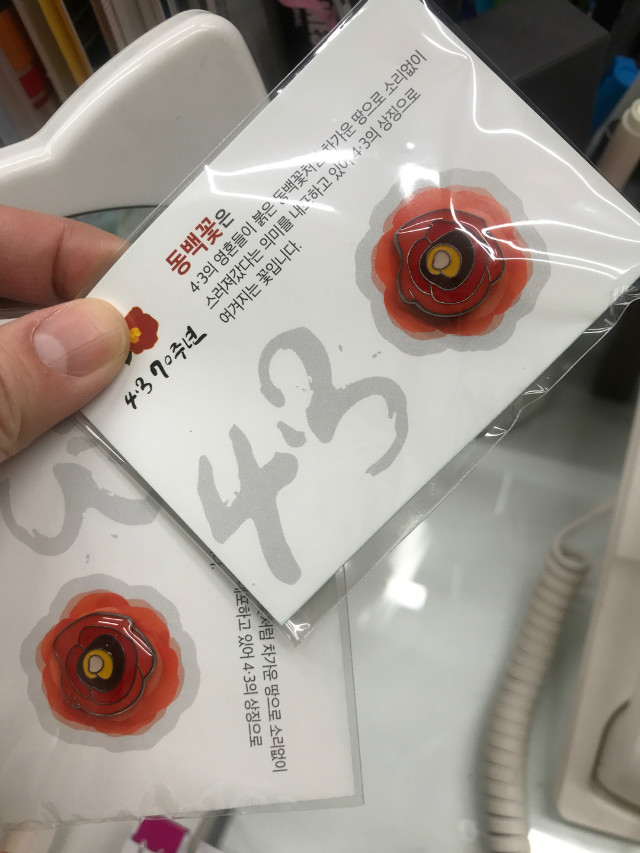 동백꽃은
4·3의 영혼들이 붉은 동백꽃처럼 차가운 땅으로 소리없이
스러져갔다는 의미를 내포하고 있어 4·3의 상징으로
여겨지는 꽃입니다.
4·3 70주년
4·3
처럼 차가운 땅으로 소리없이
포하고 있어 4·3의 상징으로